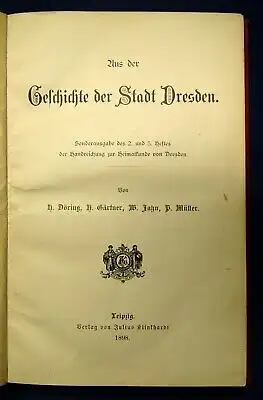 Aus der
Geschichte der Stadt Dresden.
Sonderausgabe des 2. und 3. Heftes
der Handreichung zur Heimatkunde von Dresden
Von
H. Döring, H. Gärtner, W. Jahn, P. Müller.
Leipzig.
Verlag von Julius Klinkhardt
1898.